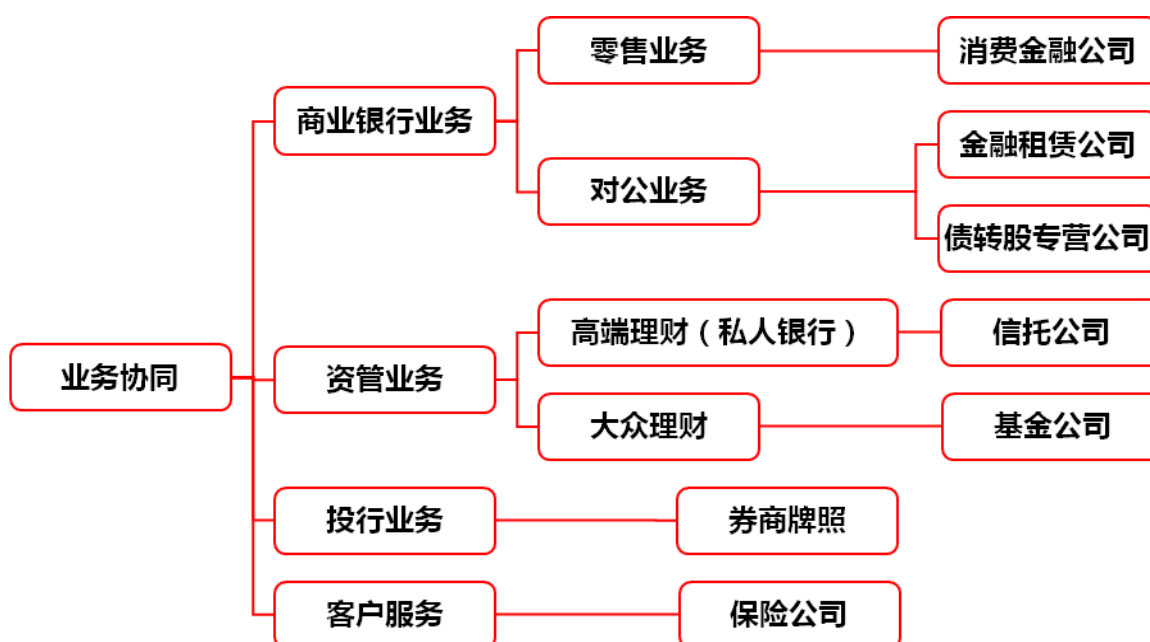 业务协同
商业银行业务
零售业务
消费金融公司
对公业务
金融租赁公司
债转股专营公司
资管业务
高端理财（私人银行）
信托公司
大众理财
基金公司
投行业务
券商牌照
客户服务
保险公司